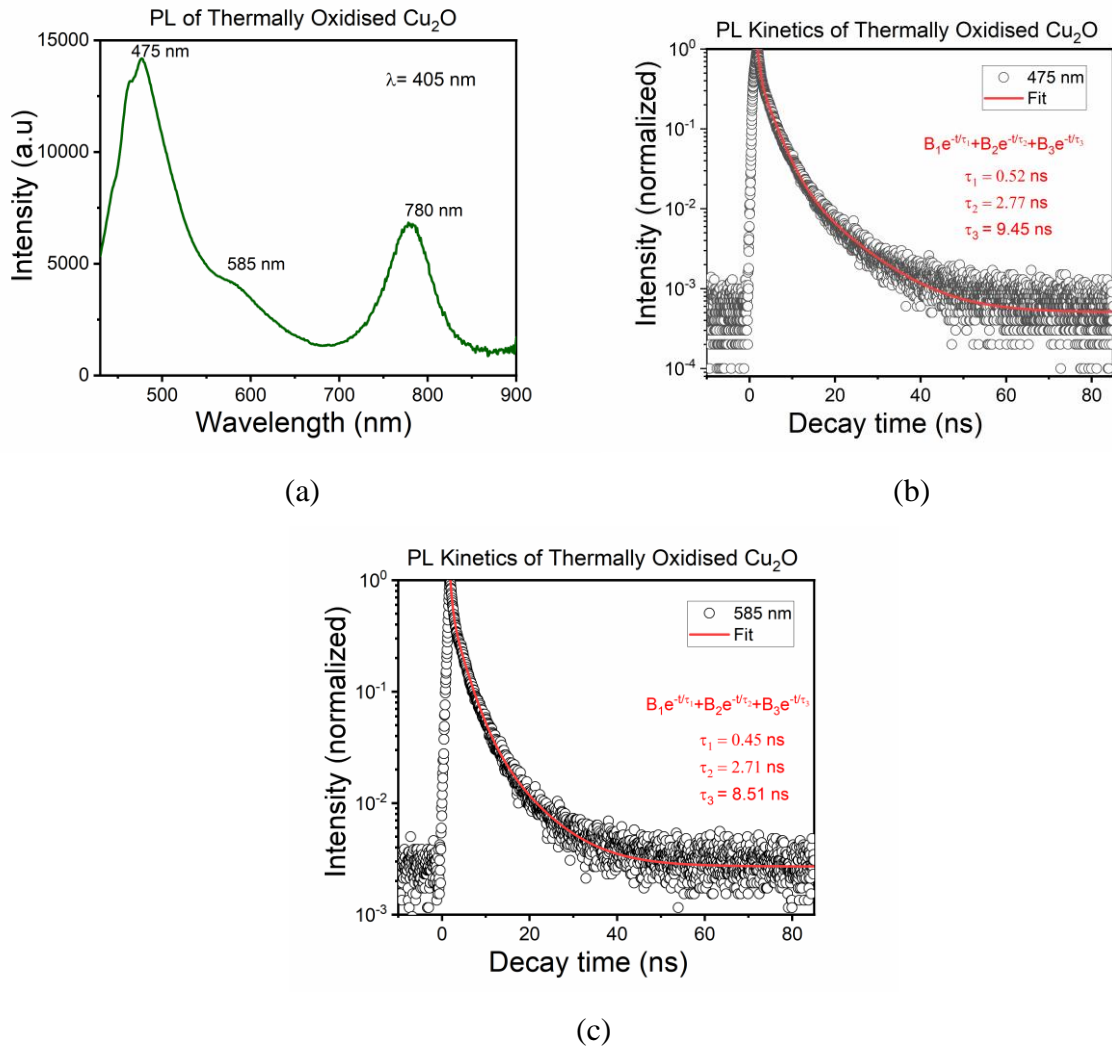 PL of Thermally Oxidised Cu₂O
15000
10000
5000
0
Intensity (a.u)
475 nm
λ= 405 nm
585 nm
780 nm
500
600
700
800
900
Wavelength (nm)
(a)
PL Kinetics of Thermally Oxidised Cu₂O
10⁰
10⁻¹
10⁻²
10⁻³
10⁻⁴
Intensity (normalized)
475 nm
Fit
B₁e^(-t/τ₁)+B₂e^(-t/τ₂)+B₃e^(-t/τ₃)
τ₁ = 0.52 ns
τ₂ = 2.77 ns
τ₃ = 9.45 ns
0
20
40
60
80
Decay time (ns)
(b)
PL Kinetics of Thermally Oxidised Cu₂O
10⁰
10⁻¹
10⁻²
10⁻³
Intensity (normalized)
585 nm
Fit
B₁e^(-t/τ₁)+B₂e^(-t/τ₂)+B₃e^(-t/τ₃)
τ₁ = 0.45 ns
τ₂ = 2.71 ns
τ₃ = 8.51 ns
0
20
40
60
80
Decay time (ns)
(c)